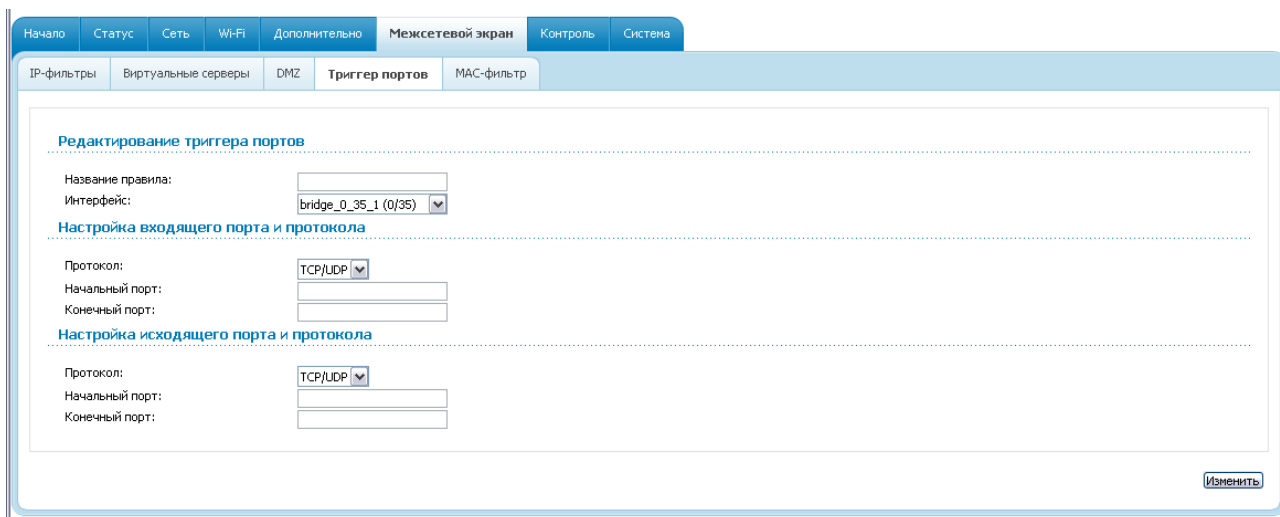 Начало Статус Сеть Wi-Fi Дополнительно Межсетевой экран Контроль Система
IP-фильтры Виртуальные серверы DMZ Триггер портов MAC-фильтр
Редактирование триггера портов
Название правила:
Интерфейс: bridge_0_35_1 (0/35)
Настройка входящего порта и протокола
Протокол: TCP/UDP
Начальный порт:
Конечный порт:
Настройка исходящего порта и протокола
Протокол: TCP/UDP
Начальный порт:
Конечный порт:
Изменить